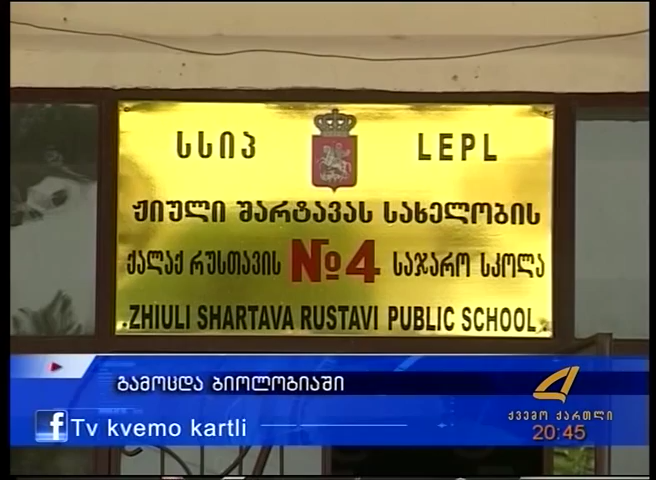 სსიპ LEPL
ჟიული შარტავას სახელობის
ქალაქ რუსთავის №4 საჯარო სკოლა
ZHIULI SHARTAVA RUSTAVI PUBLIC SCHOOL
გამოცდა ბიოლოგიაში
f Tv kvemo kartli
ქვემო ქართლი
20:45